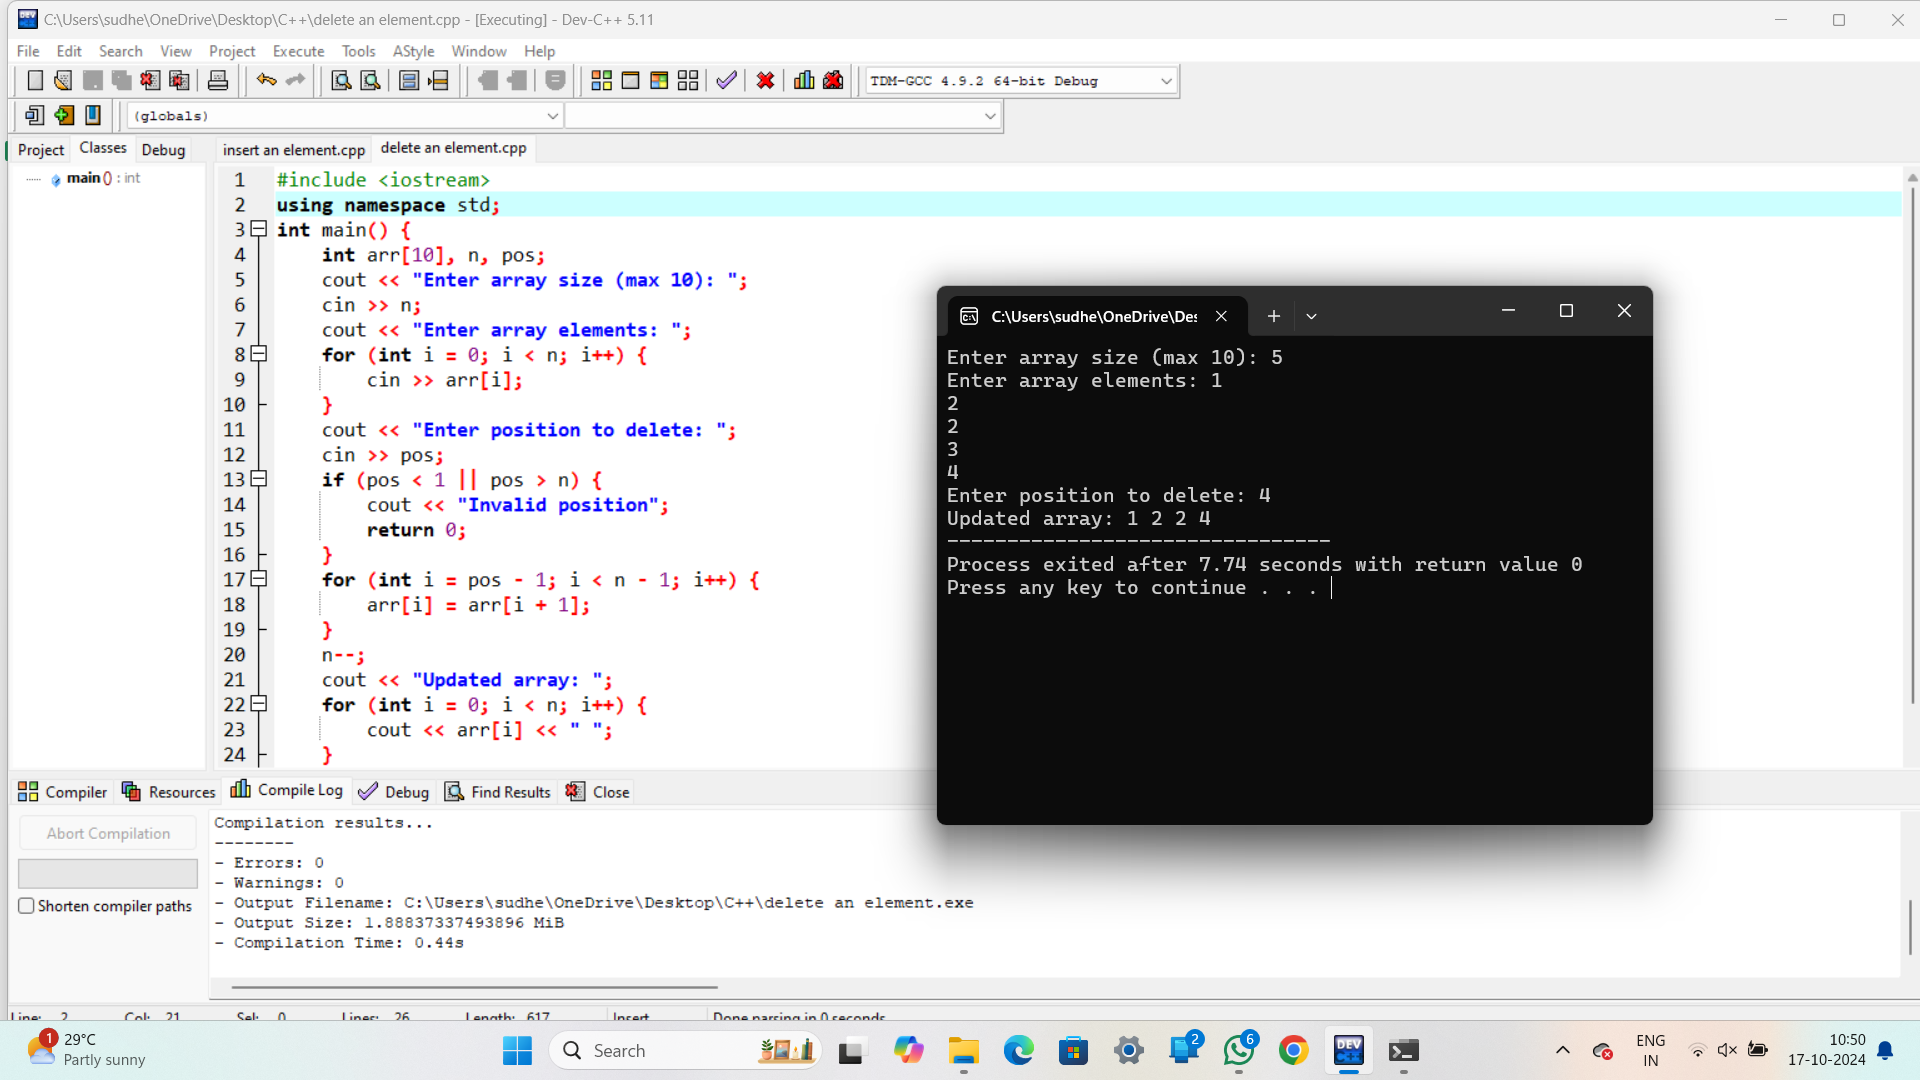 C:\Users\sudhe\OneDrive\Desktop\C++\delete an element.cpp - [Executing] - Dev-C++ 5.11
File Edit Search View Project Execute Tools AStyle Window Help
TDM-GCC 4.9.2 64-bit Debug
(globals)
Project Classes Debug
insert an element.cpp delete an element.cpp
main() : int
1 #include <iostream>
2 using namespace std;
3 int main() {
4 int arr[10], n, pos;
5 cout << "Enter array size (max 10): ";
6 cin >> n;
7 cout << "Enter array elements: ";
8 for (int i = 0; i < n; i++) {
9 cin >> arr[i];
10 }
11 cout << "Enter position to delete: ";
12 cin >> pos;
13 if (pos < 1 || pos > n) {
14 cout << "Invalid position";
15 return 0;
16 }
17 for (int i = pos - 1; i < n - 1; i++) {
18 arr[i] = arr[i + 1];
19 }
20 n--;
21 cout << "Updated array: ";
22 for (int i = 0; i < n; i++) {
23 cout << arr[i] << " ";
24 }
C:\Users\sudhe\OneDrive\Des
Enter array size (max 10): 5
Enter array elements: 1
2
2
3
4
Enter position to delete: 4
Updated array: 1 2 2 4
--------------------------------
Process exited after 7.74 seconds with return value 0
Press any key to continue . . .
Compiler Resources Compile Log Debug Find Results Close
Abort Compilation
Shorten compiler paths
Compilation results...
--------
- Errors: 0
- Warnings: 0
- Output Filename: C:\Users\sudhe\OneDrive\Desktop\C++\delete an element.exe
- Output Size: 1.88837337493896 MiB
- Compilation Time: 0.44s
Line: 2 Col: 21 Sel: 0 Lines: 26 Length: 617 Insert Done parsing in 0 seconds
1
29°C
Partly sunny
Search
2
6
DEV
C++
ENG
IN
10:50
17-10-2024